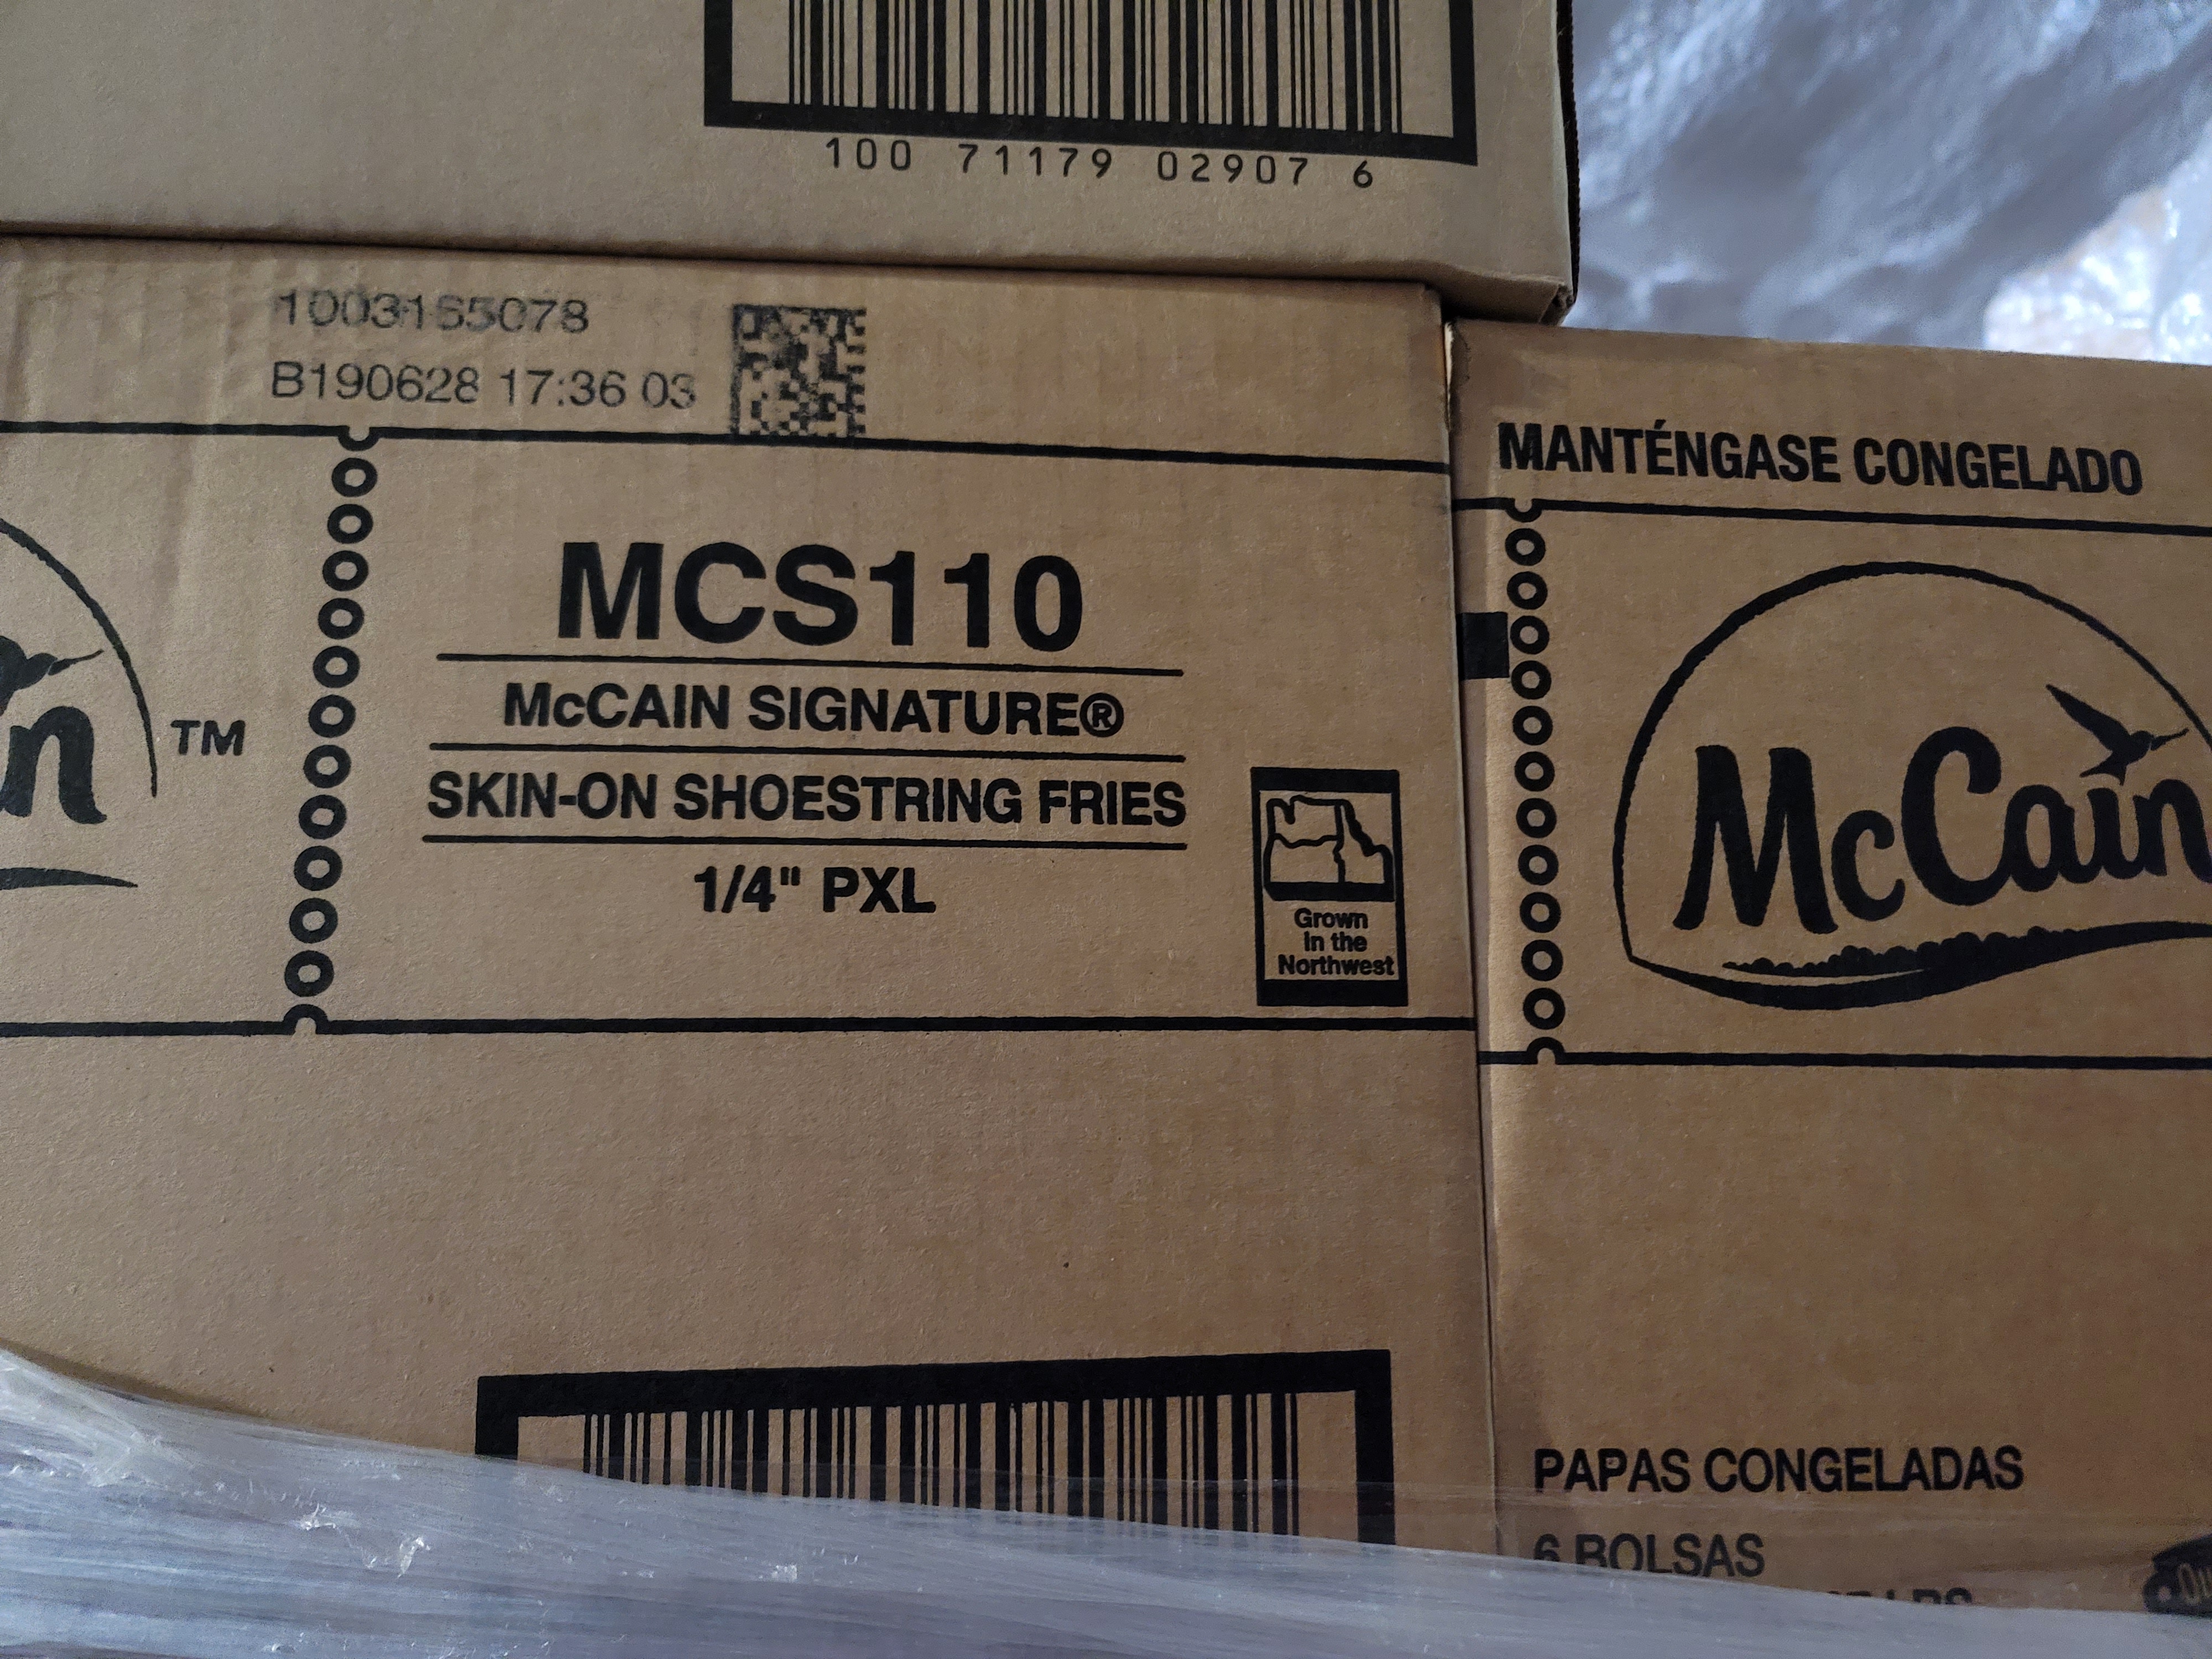 100 71179 02907 6
B190628 17:36 03
MCS110
McCAIN SIGNATURE®
SKIN-ON SHOESTRING FRIES
1/4" PXL
Grown
in the
Northwest
TM
MANTÉNGASE CONGELADO
McCain
PAPAS CONGELADAS
6 BOLSAS